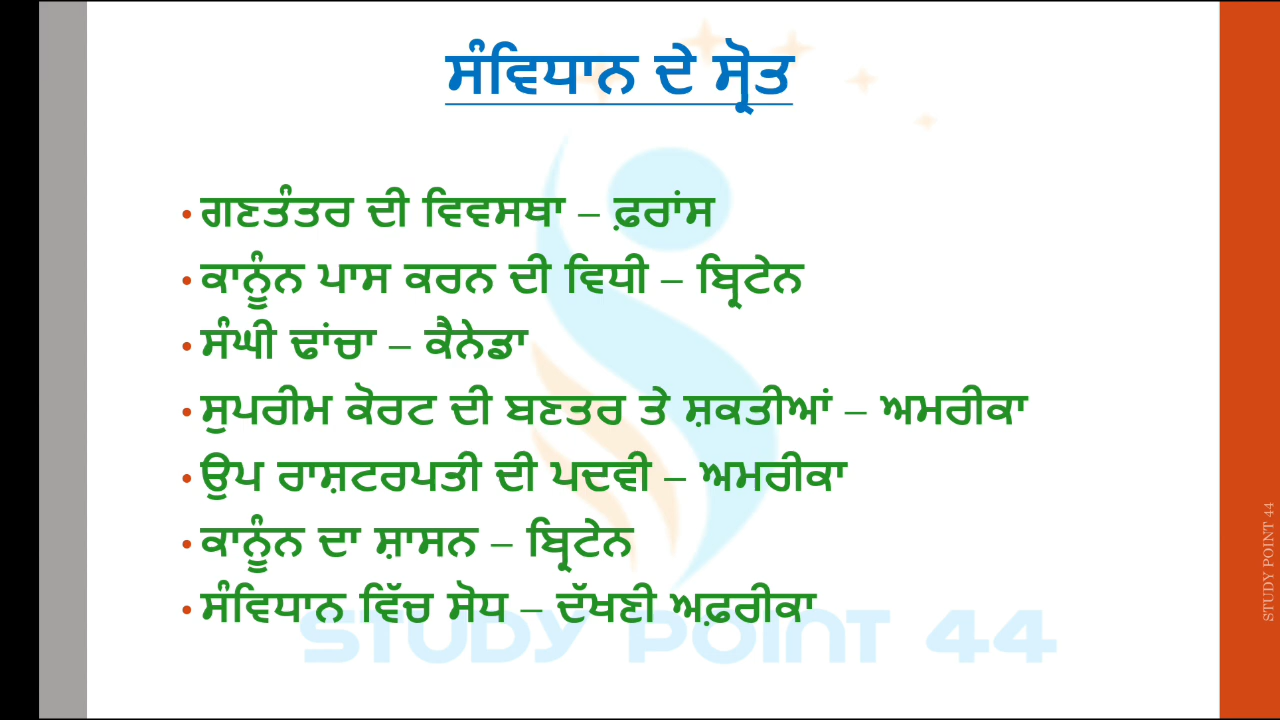 ਸੰਵਿਧਾਨ ਦੇ ਸ੍ਰੋਤ
• ਗਣਤੰਤਰ ਦੀ ਵਿਵਸਥਾ – ਫ਼ਰਾਂਸ
• ਕਾਨੂੰਨ ਪਾਸ ਕਰਨ ਦੀ ਵਿਧੀ – ਬ੍ਰਿਟੇਨ
• ਸੰਘੀ ਢਾਂਚਾ – ਕੈਨੇਡਾ
• ਸੁਪਰੀਮ ਕੋਰਟ ਦੀ ਬਣਤਰ ਤੇ ਸ਼ਕਤੀਆਂ – ਅਮਰੀਕਾ
• ਉਪ ਰਾਸ਼ਟਰਪਤੀ ਦੀ ਪਦਵੀ – ਅਮਰੀਕਾ
• ਕਾਨੂੰਨ ਦਾ ਸ਼ਾਸਨ – ਬ੍ਰਿਟੇਨ
• ਸੰਵਿਧਾਨ ਵਿੱਚ ਸੋਧ – ਦੱਖਣੀ ਅਫ਼ਰੀਕਾ
STUDY POINT 44
STUDY POINT 44